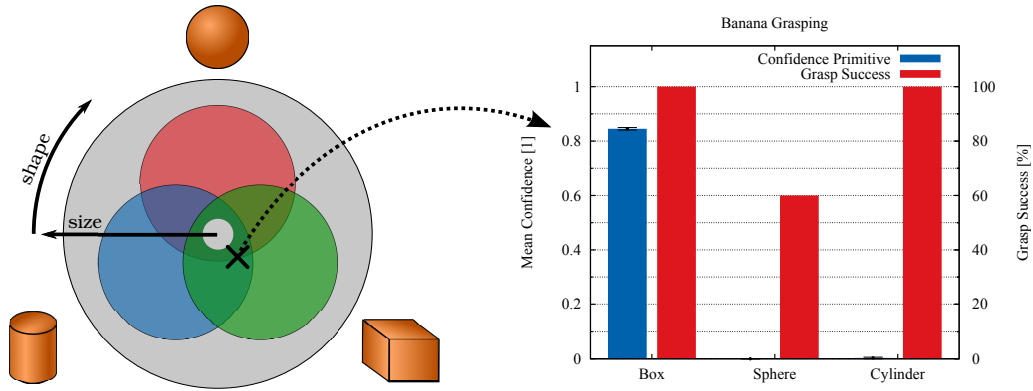 shape
size
Banana Grasping
Confidence Primitive
Grasp Success
Mean Confidence [1]
1
0.8
0.6
0.4
0.2
0
100
80
60
40
20
0
Grasp Success [%]
Box
Sphere
Cylinder